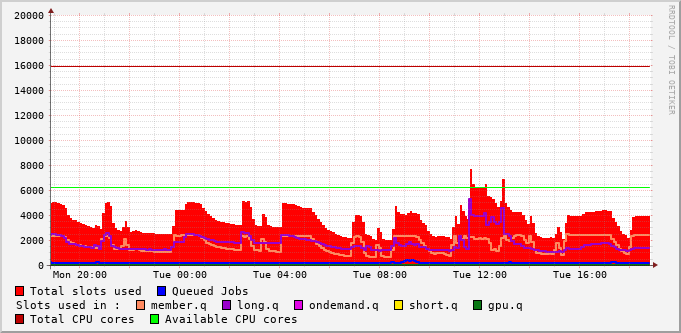 20000
18000
16000
14000
12000
10000
8000
6000
4000
2000
0
Mon 20:00 Tue 00:00 Tue 04:00 Tue 08:00 Tue 12:00 Tue 16:00
Total slots used Queued Jobs
Slots used in : member.q long.q ondemand.q short.q gpu.q
Total CPU cores Available CPU cores
RRDTOOL / TOBI OETIKER